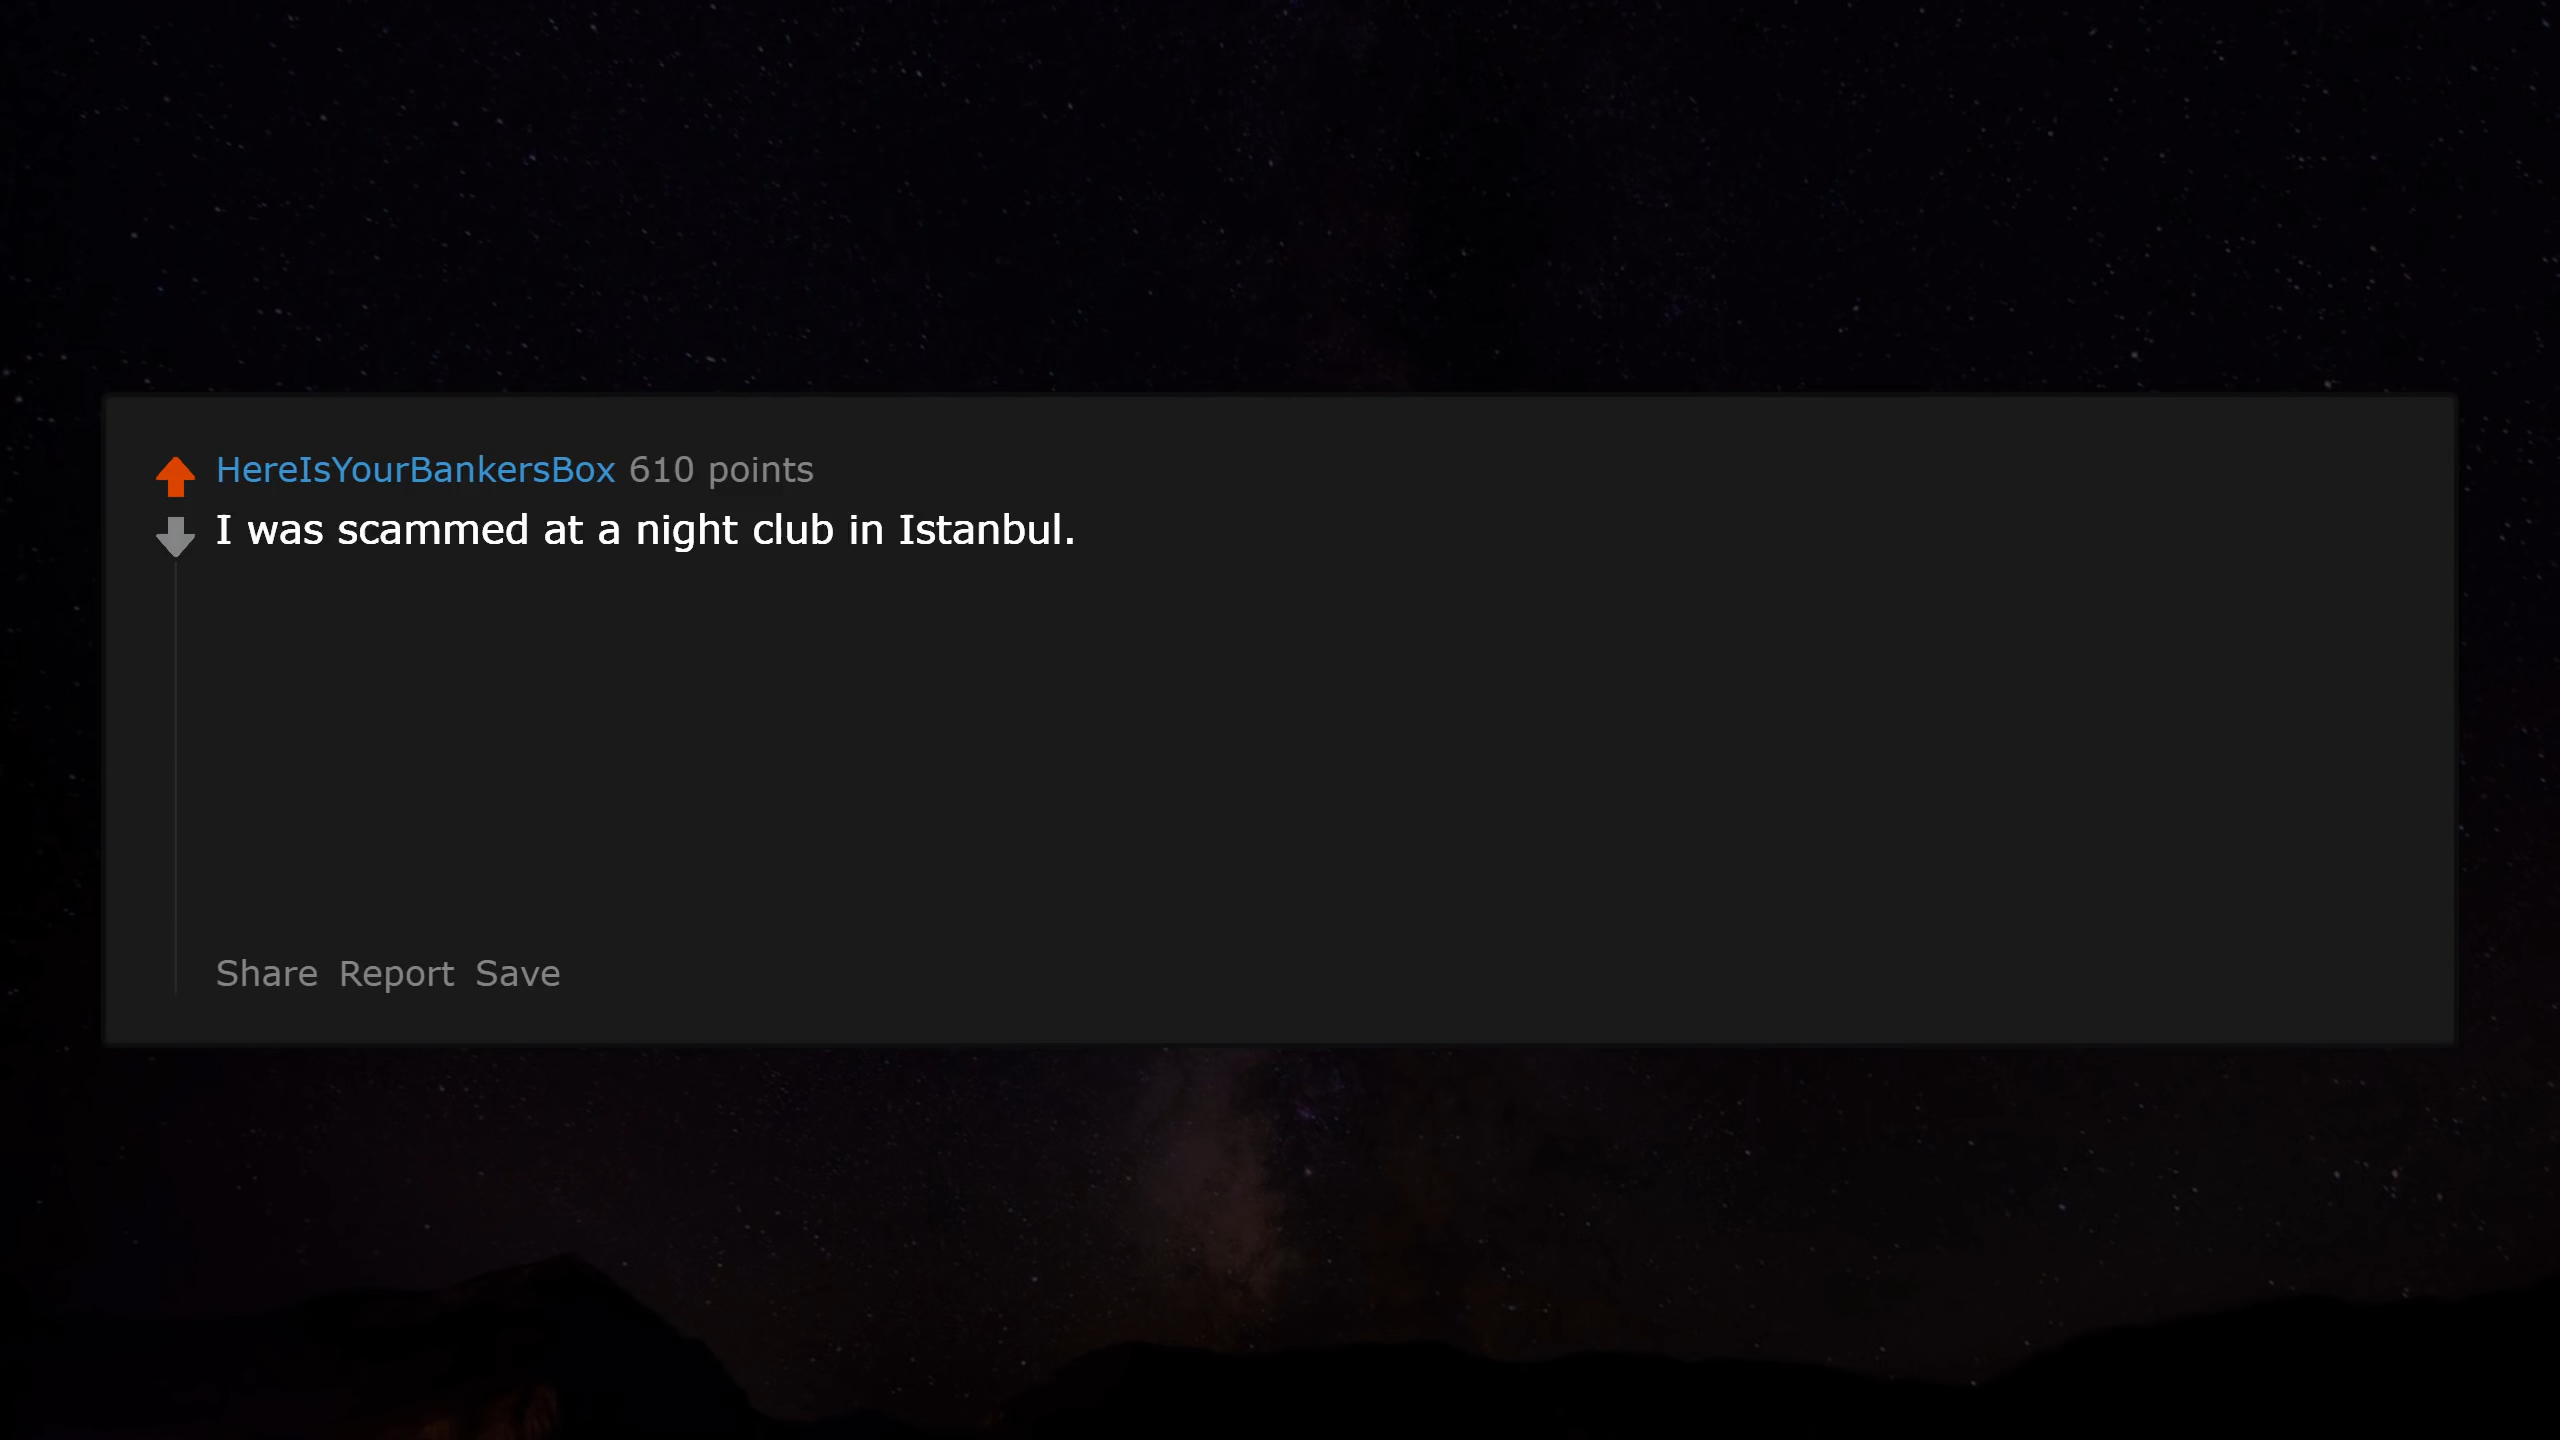 HereIsYourBankersBox 610 points
I was scammed at a night club in Istanbul.
Share Report Save